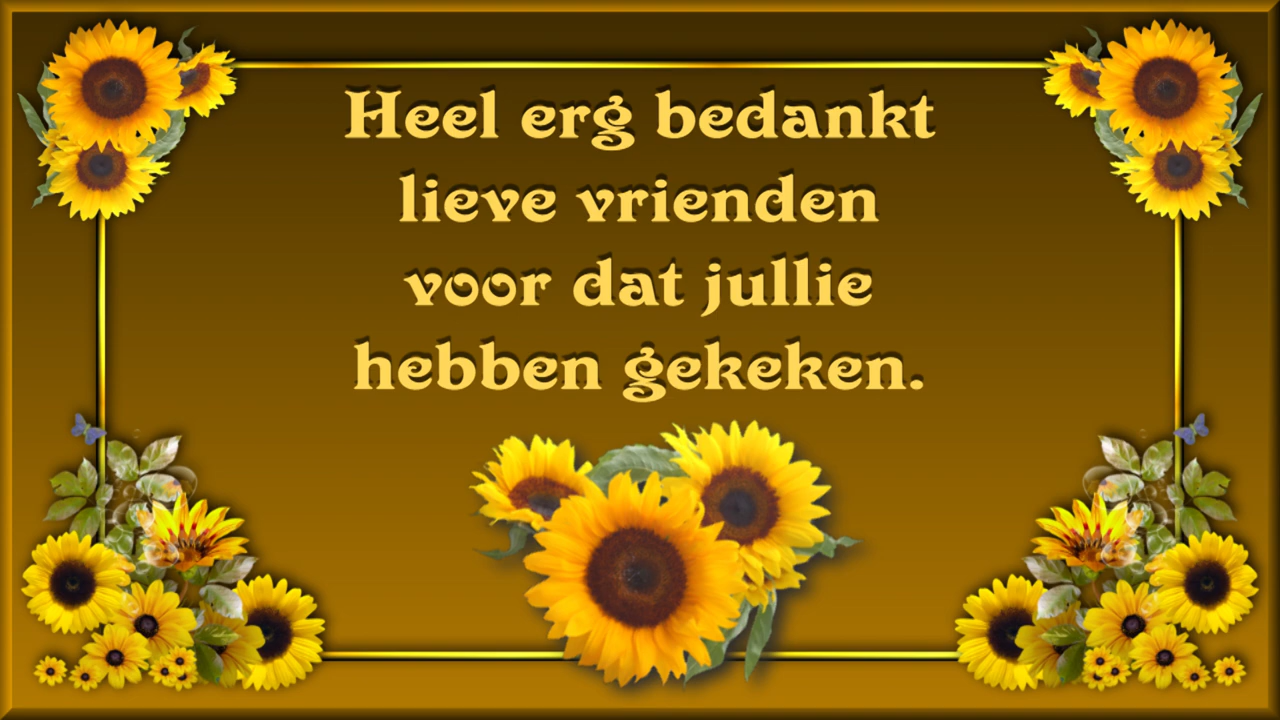 Heel erg bedankt
lieve vrienden
voor dat jullie
hebben gekeken.